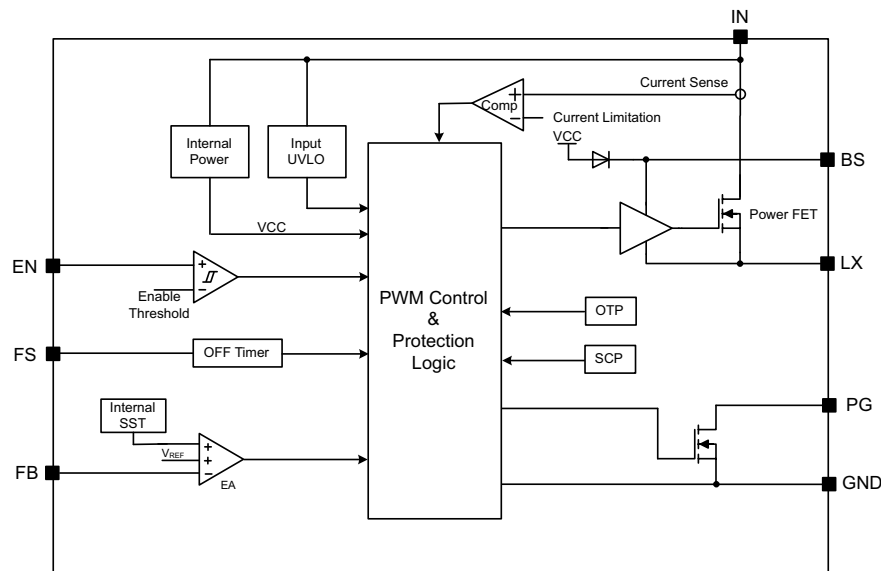 IN
Current Sense
Comp
+
−
Current Limitation
VCC
BS
Internal
Power
Input
UVLO
Power FET
VCC
EN
+
−
Enable
Threshold
LX
PWM Control
&
Protection
Logic
OTP
FS
OFF Timer
SCP
Internal
SST
PG
VREF
+
+
−
EA
FB
GND